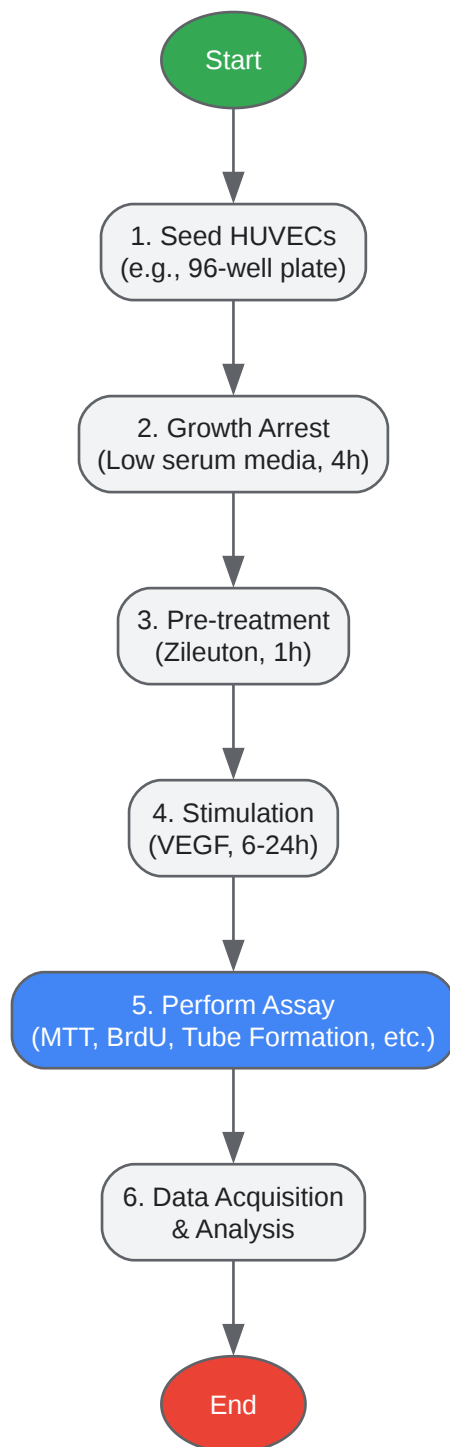 Start
1. Seed HUVECs
(e.g., 96-well plate)
2. Growth Arrest
(Low serum media, 4h)
3. Pre-treatment
(Zileuton, 1h)
4. Stimulation
(VEGF, 6-24h)
5. Perform Assay
(MTT, BrdU, Tube Formation, etc.)
6. Data Acquisition
& Analysis
End